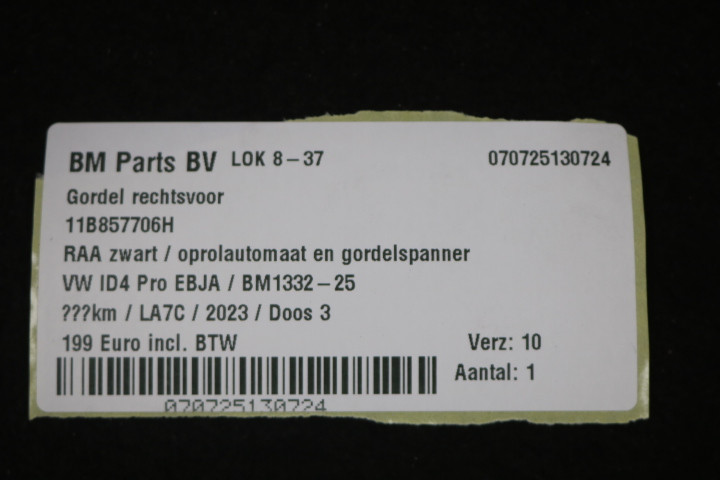 BM Parts BV LOK 8-37 070725130724
Gordel rechtsvoor
11B857706H
RAA zwart / oprolautomaat en gordelspanner
VW ID4 Pro EBJA / BM1332-25
???km / LA7C / 2023 / Doos 3
199 Euro incl. BTW Verz: 10
Aantal: 1
070725130724